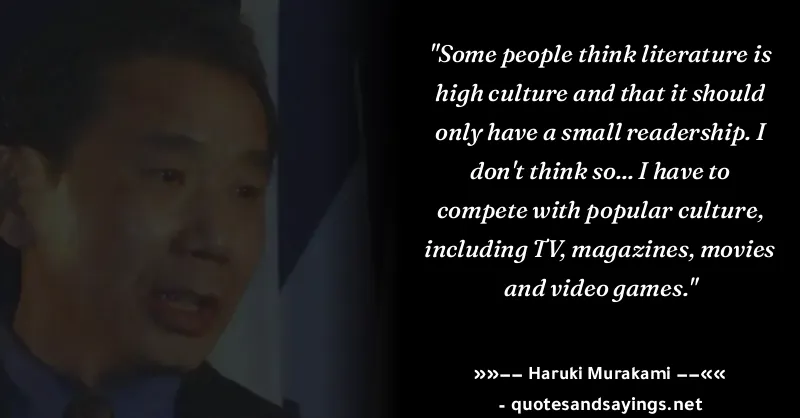 "Some people think literature is
high culture and that it should
only have a small readership. I
don't think so... I have to
compete with popular culture,
including TV, magazines, movies
and video games."
»»–– Haruki Murakami ––««
- quotesandsayings.net